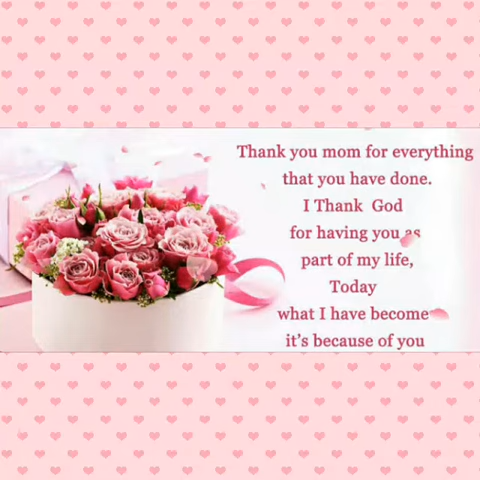 Thank you mom for everything
that you have done.
I Thank God
for having you as
part of my life,
Today
what I have become
it's because of you